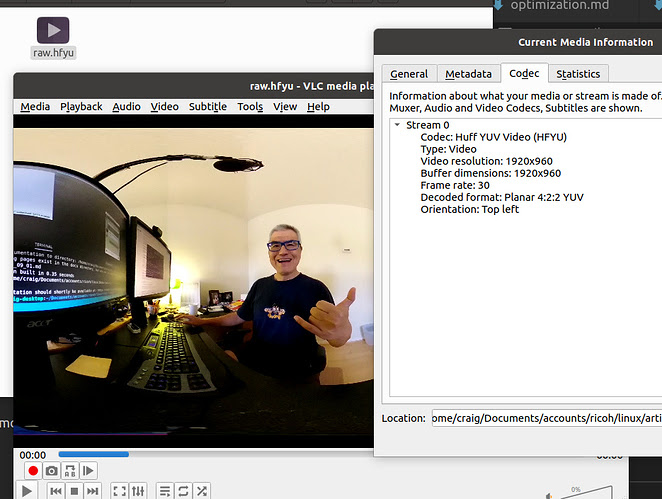 optimization.md
raw.hfyu
Current Media Information
General Metadata Codec Statistics
Information about what your media or stream is made of.
Muxer, Audio and Video Codecs, Subtitles are shown.
Stream 0
Codec: Huff YUV Video (HFYU)
Type: Video
Video resolution: 1920x960
Buffer dimensions: 1920x960
Frame rate: 30
Decoded format: Planar 4:2:2 YUV
Orientation: Top left
Location: ome/craig/Documents/accounts/ricoh/linux/arti
raw.hfyu - VLC media pla
Media Playback Audio Video Subtitle Tools View Help
TERMINAL
acer
00:00
0%